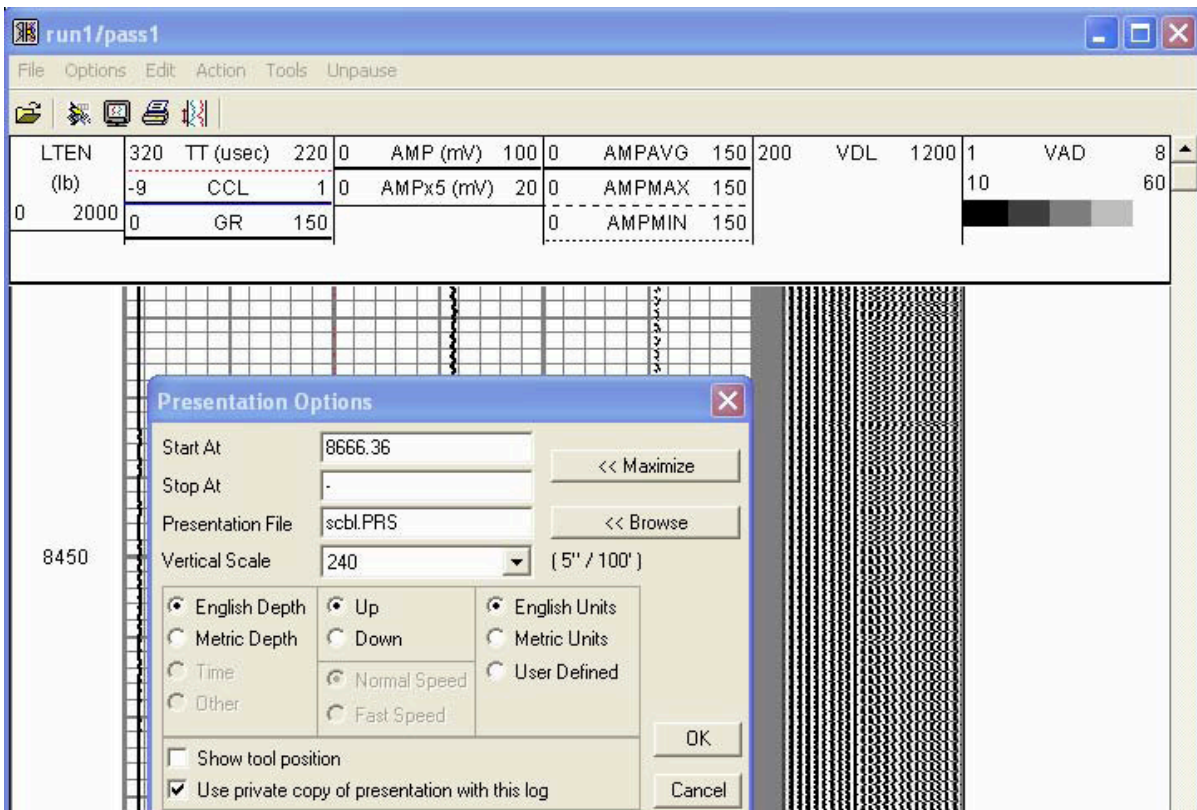 run1/pass1
File Options Edit Action Tools Unpause
LTEN 320 TT (usec) 220 0 AMP (mV) 100 0 AMPAVG 150 200 VDL 1200 1 VAD 8
(lb) -9 CCL 1 0 AMPx5 (mV) 20 0 AMPMAX 150 10 60
0 2000 0 GR 150 0 AMPMIN 150
Presentation Options
Start At 8666.36 << Maximize
Stop At -
Presentation File scbl.PRS << Browse
8450 Vertical Scale 240 ( 5" / 100' )
English Depth Up English Units
Metric Depth Down Metric Units
Time Normal Speed User Defined
Other Fast Speed
OK
Show tool position
Use private copy of presentation with this log Cancel